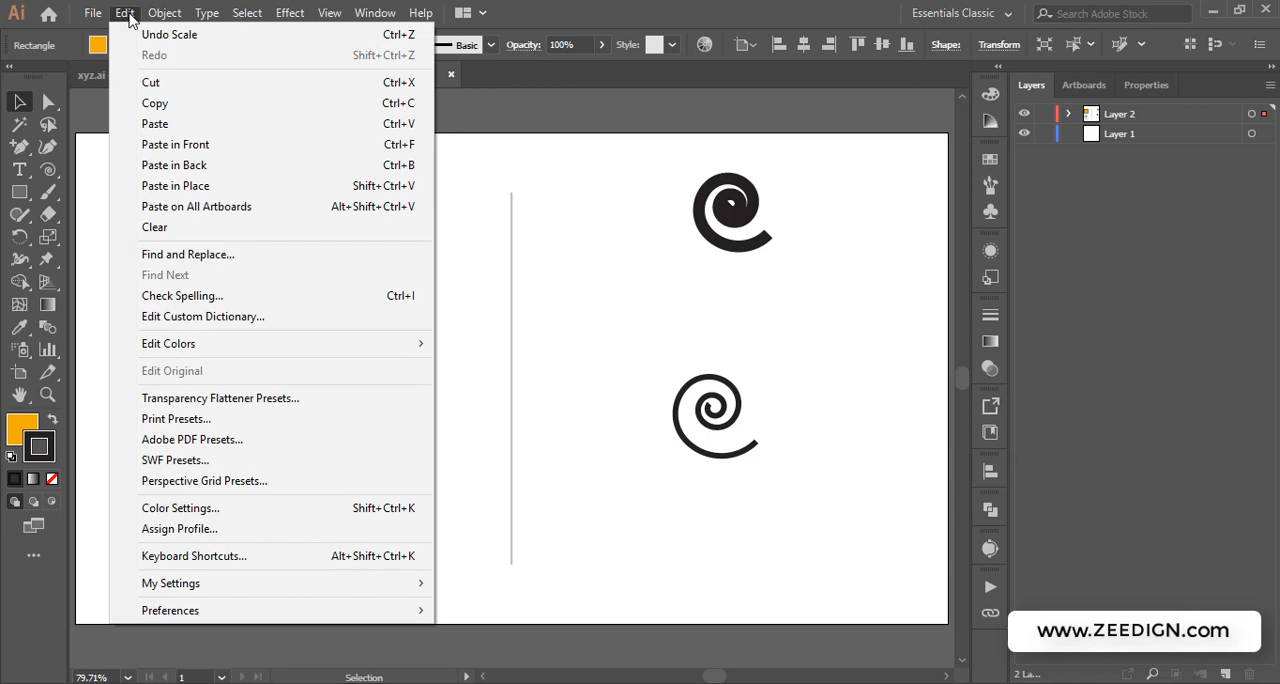 Ai File Edit Object Type Select Effect View Window Help Essentials Classic Search Adobe Stock
Rectangle Basic Opacity: 100% Style: Shape: Transform
xyz.ai
Undo Scale Ctrl+Z
Redo Shift+Ctrl+Z
Cut Ctrl+X
Copy Ctrl+C
Paste Ctrl+V
Paste in Front Ctrl+F
Paste in Back Ctrl+B
Paste in Place Shift+Ctrl+V
Paste on All Artboards Alt+Shift+Ctrl+V
Clear
Find and Replace...
Find Next
Check Spelling... Ctrl+I
Edit Custom Dictionary...
Edit Colors
Edit Original
Transparency Flattener Presets...
Print Presets...
Adobe PDF Presets...
SWF Presets...
Perspective Grid Presets...
Color Settings... Shift+Ctrl+K
Assign Profile...
Keyboard Shortcuts... Alt+Shift+Ctrl+K
My Settings
Preferences
Layers Artboards Properties
Layer 2
Layer 1
www.ZEEDIGN.com
79.71% 1 Selection 2 La...